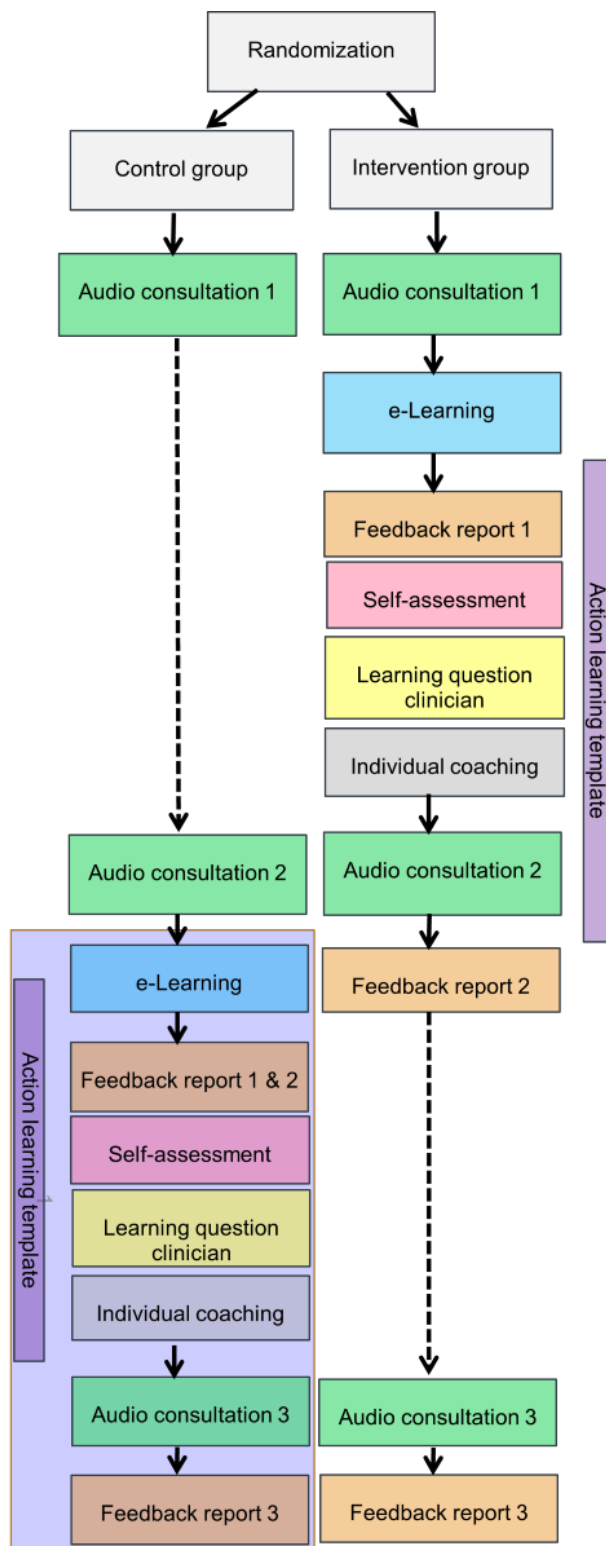 Randomization
Control group
Intervention group
Audio consultation 1
Audio consultation 1
e-Learning
Feedback report 1
Self-assessment
Learning question
clinician
Individual coaching
Action learning template
Audio consultation 2
Audio consultation 2
e-Learning
Feedback report 2
Feedback report 1 & 2
Self-assessment
Learning question
clinician
Individual coaching
Action learning template
Audio consultation 3
Audio consultation 3
Feedback report 3
Feedback report 3